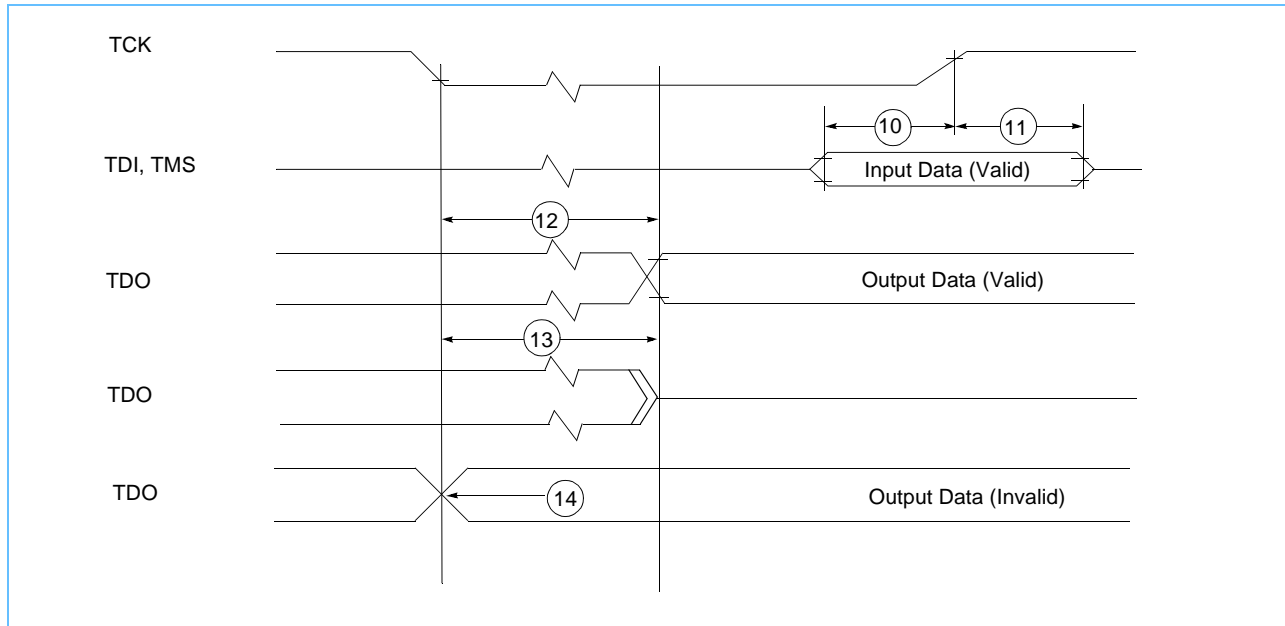 TCK
10
11
TDI, TMS
Input Data (Valid)
12
TDO
Output Data (Valid)
13
TDO
TDO
14
Output Data (Invalid)